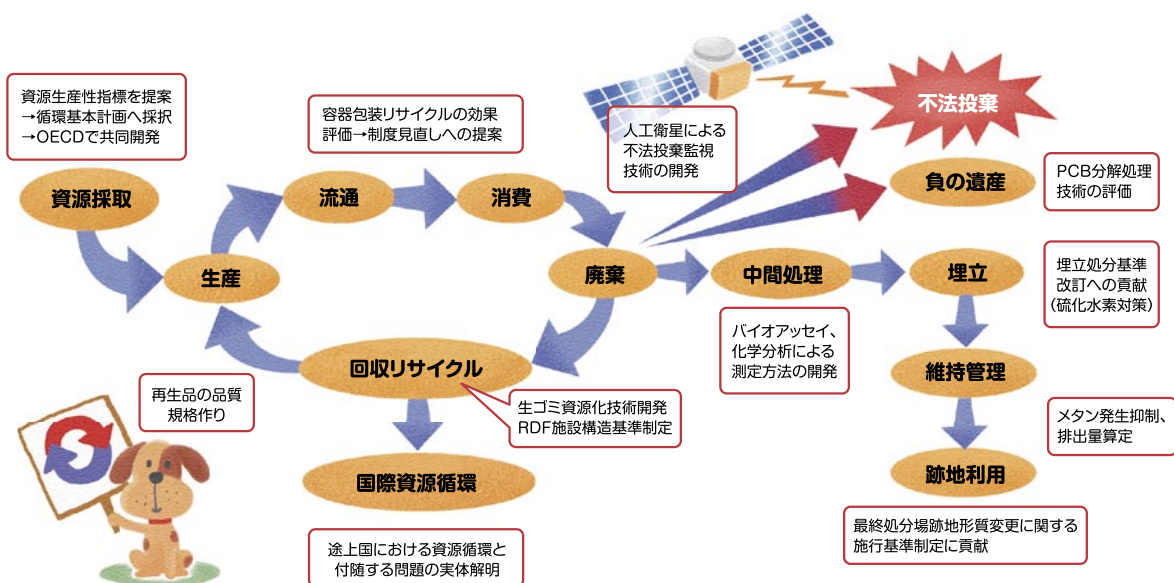 資源生産性指標を提案
→循環基本計画へ採択
→OECDで共同開発
資源採取
容器包装リサイクルの効果
評価→制度見直しへの提案
流通
消費
人工衛星による
不法投棄監視
技術の開発
不法投棄
負の遺産
PCB分解処理
技術の評価
生産
廃棄
中間処理
埋立
埋立処分基準
改訂への貢献
(硫化水素対策)
バイオアッセイ、
化学分析による
測定方法の開発
回収リサイクル
維持管理
再生品の品質
規格作り
生ゴミ資源化技術開発
RDF施設構造基準制定
メタン発生抑制、
排出量算定
国際資源循環
跡地利用
途上国における資源循環と
付随する問題の実体解明
最終処分場跡地形質変更に関する
施行基準制定に貢献